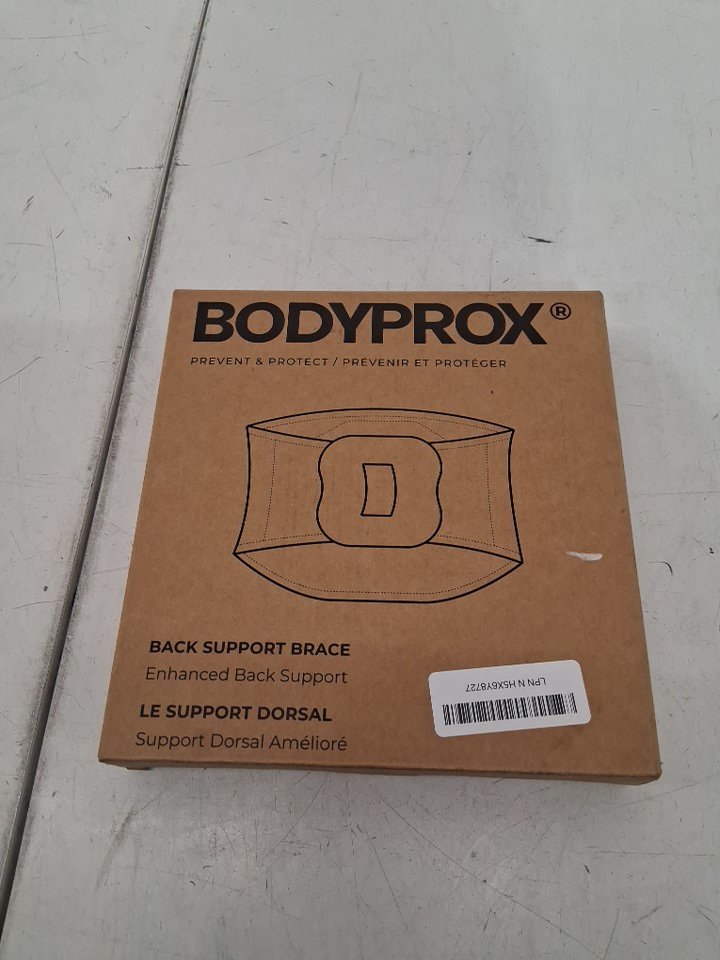 BODYPROX®
PREVENT & PROTECT / PRÉVENIR ET PROTÉGER
BACK SUPPORT BRACE
Enhanced Back Support
LE SUPPORT DORSAL
Support Dorsal Amélioré
LPN N H5X6Y8727